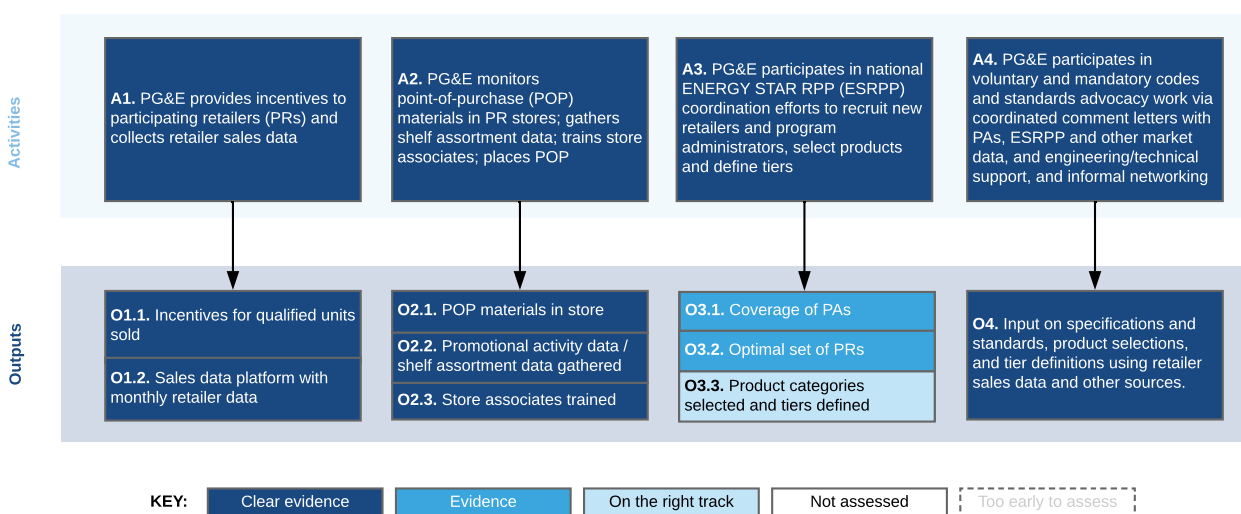 Activities
A1. PG&E provides incentives to
participating retailers (PRs) and
collects retailer sales data
A2. PG&E monitors
point-of-purchase (POP)
materials in PR stores; gathers
shelf assortment data; trains store
associates; places POP
A3. PG&E participates in national
ENERGY STAR RPP (ESRPP)
coordination efforts to recruit new
retailers and program
administrators, select products
and define tiers
A4. PG&E participates in
voluntary and mandatory codes
and standards advocacy work via
coordinated comment letters with
PAs, ESRPP and other market
data, and engineering/technical
support, and informal networking
Outputs
O1.1. Incentives for qualified units
sold
O1.2. Sales data platform with
monthly retailer data
O2.1. POP materials in store
O2.2. Promotional activity data /
shelf assortment data gathered
O2.3. Store associates trained
O3.1. Coverage of PAs
O3.2. Optimal set of PRs
O3.3. Product categories
selected and tiers defined
O4. Input on specifications and
standards, product selections,
and tier definitions using retailer
sales data and other sources.
KEY:
Clear evidence
Evidence
On the right track
Not assessed
Too early to assess